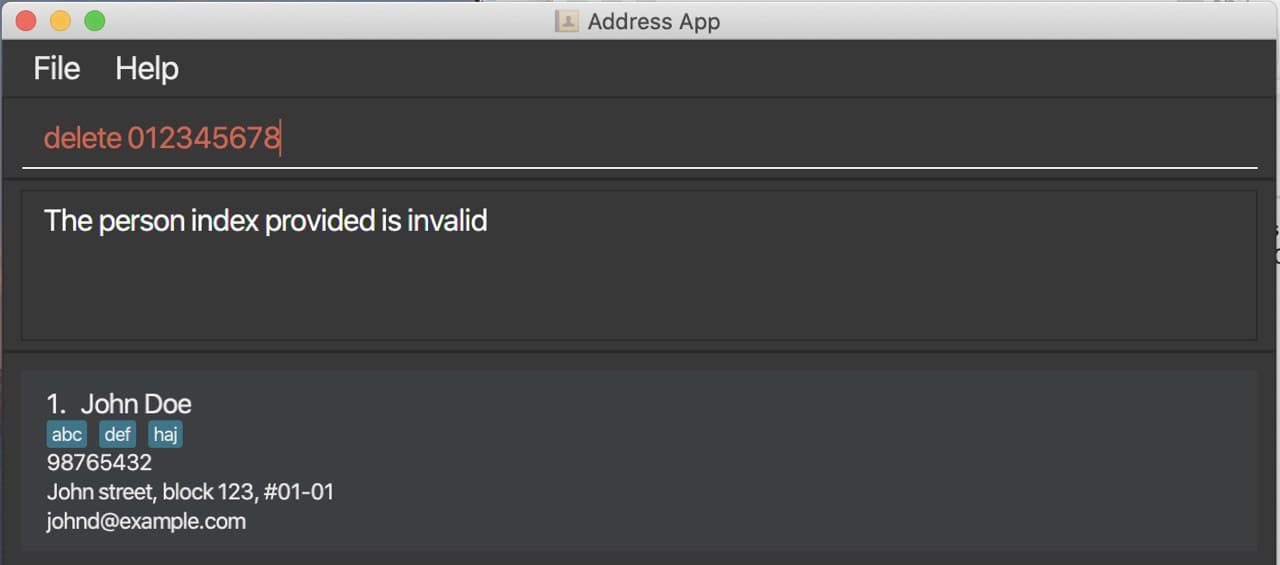 Address App
File Help
delete 012345678
The person index provided is invalid
1. John Doe
abc def haj
98765432
John street, block 123, #01-01
johnd@example.com